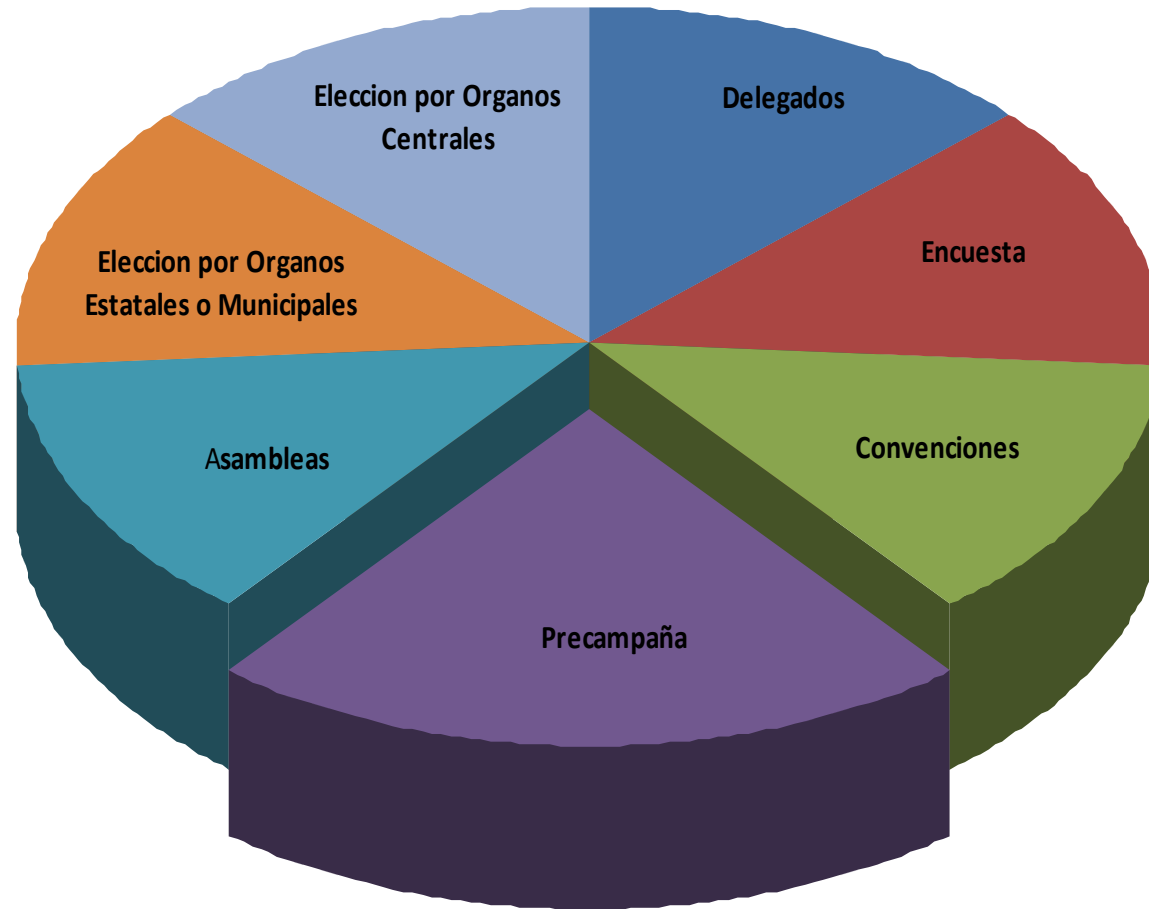 Eleccion por Organos
Centrales
Delegados
Encuesta
Eleccion por Organos
Estatales o Municipales
Convenciones
Asambleas
Precampaña